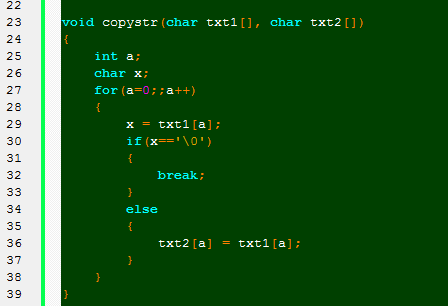 22
23 void copystr(char txt1[], char txt2[])
24 {
25     int a;
26     char x;
27     for(a=0;;a++)
28     {
29         x = txt1[a];
30         if(x=='\0')
31         {
32             break;
33         }
34         else
35         {
36             txt2[a] = txt1[a];
37         }
38     }
39 }